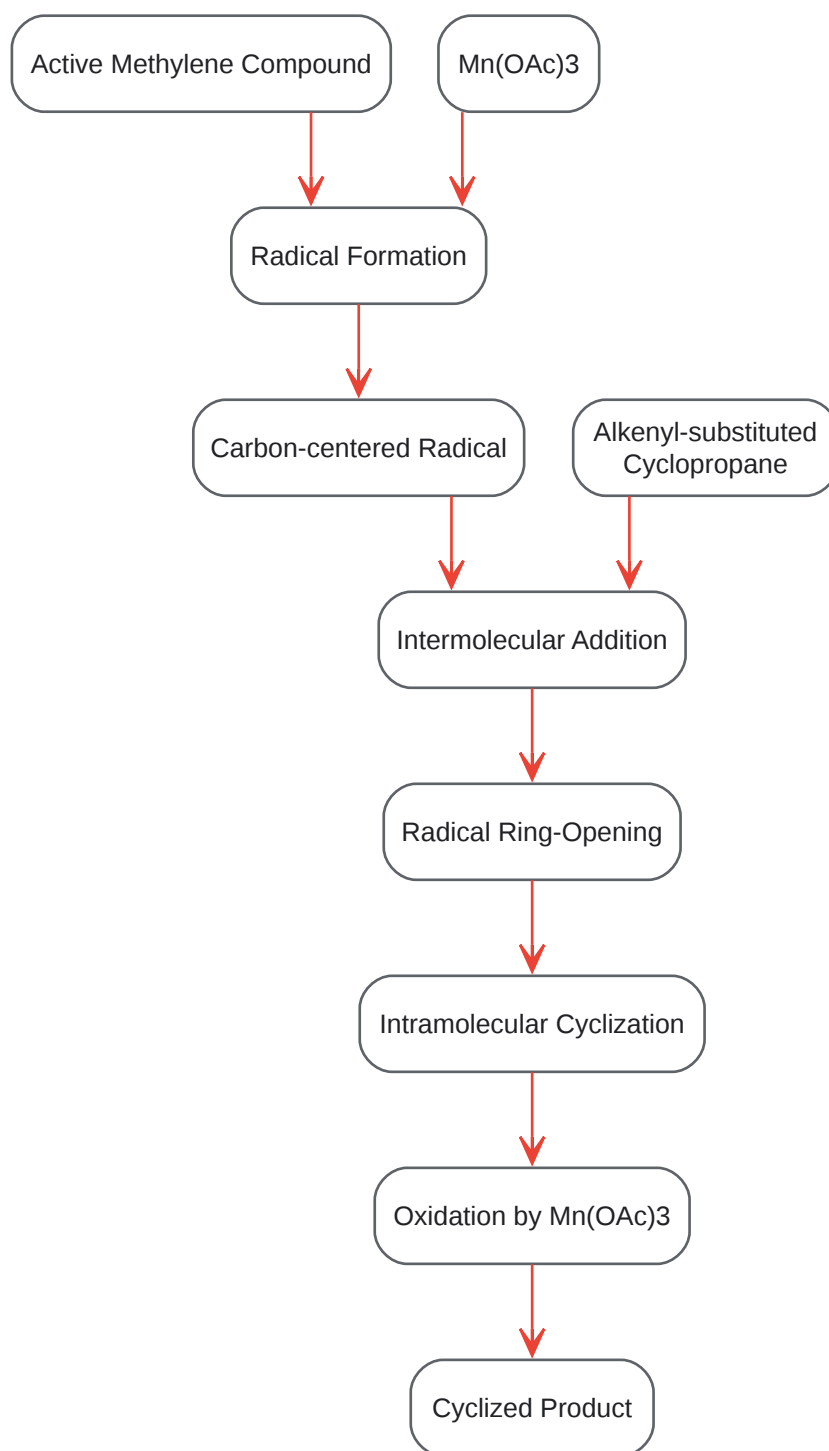 Active Methylene Compound
Mn(OAc)3
Radical Formation
Carbon-centered Radical
Alkenyl-substituted
Cyclopropane
Intermolecular Addition
Radical Ring-Opening
Intramolecular Cyclization
Oxidation by Mn(OAc)3
Cyclized Product